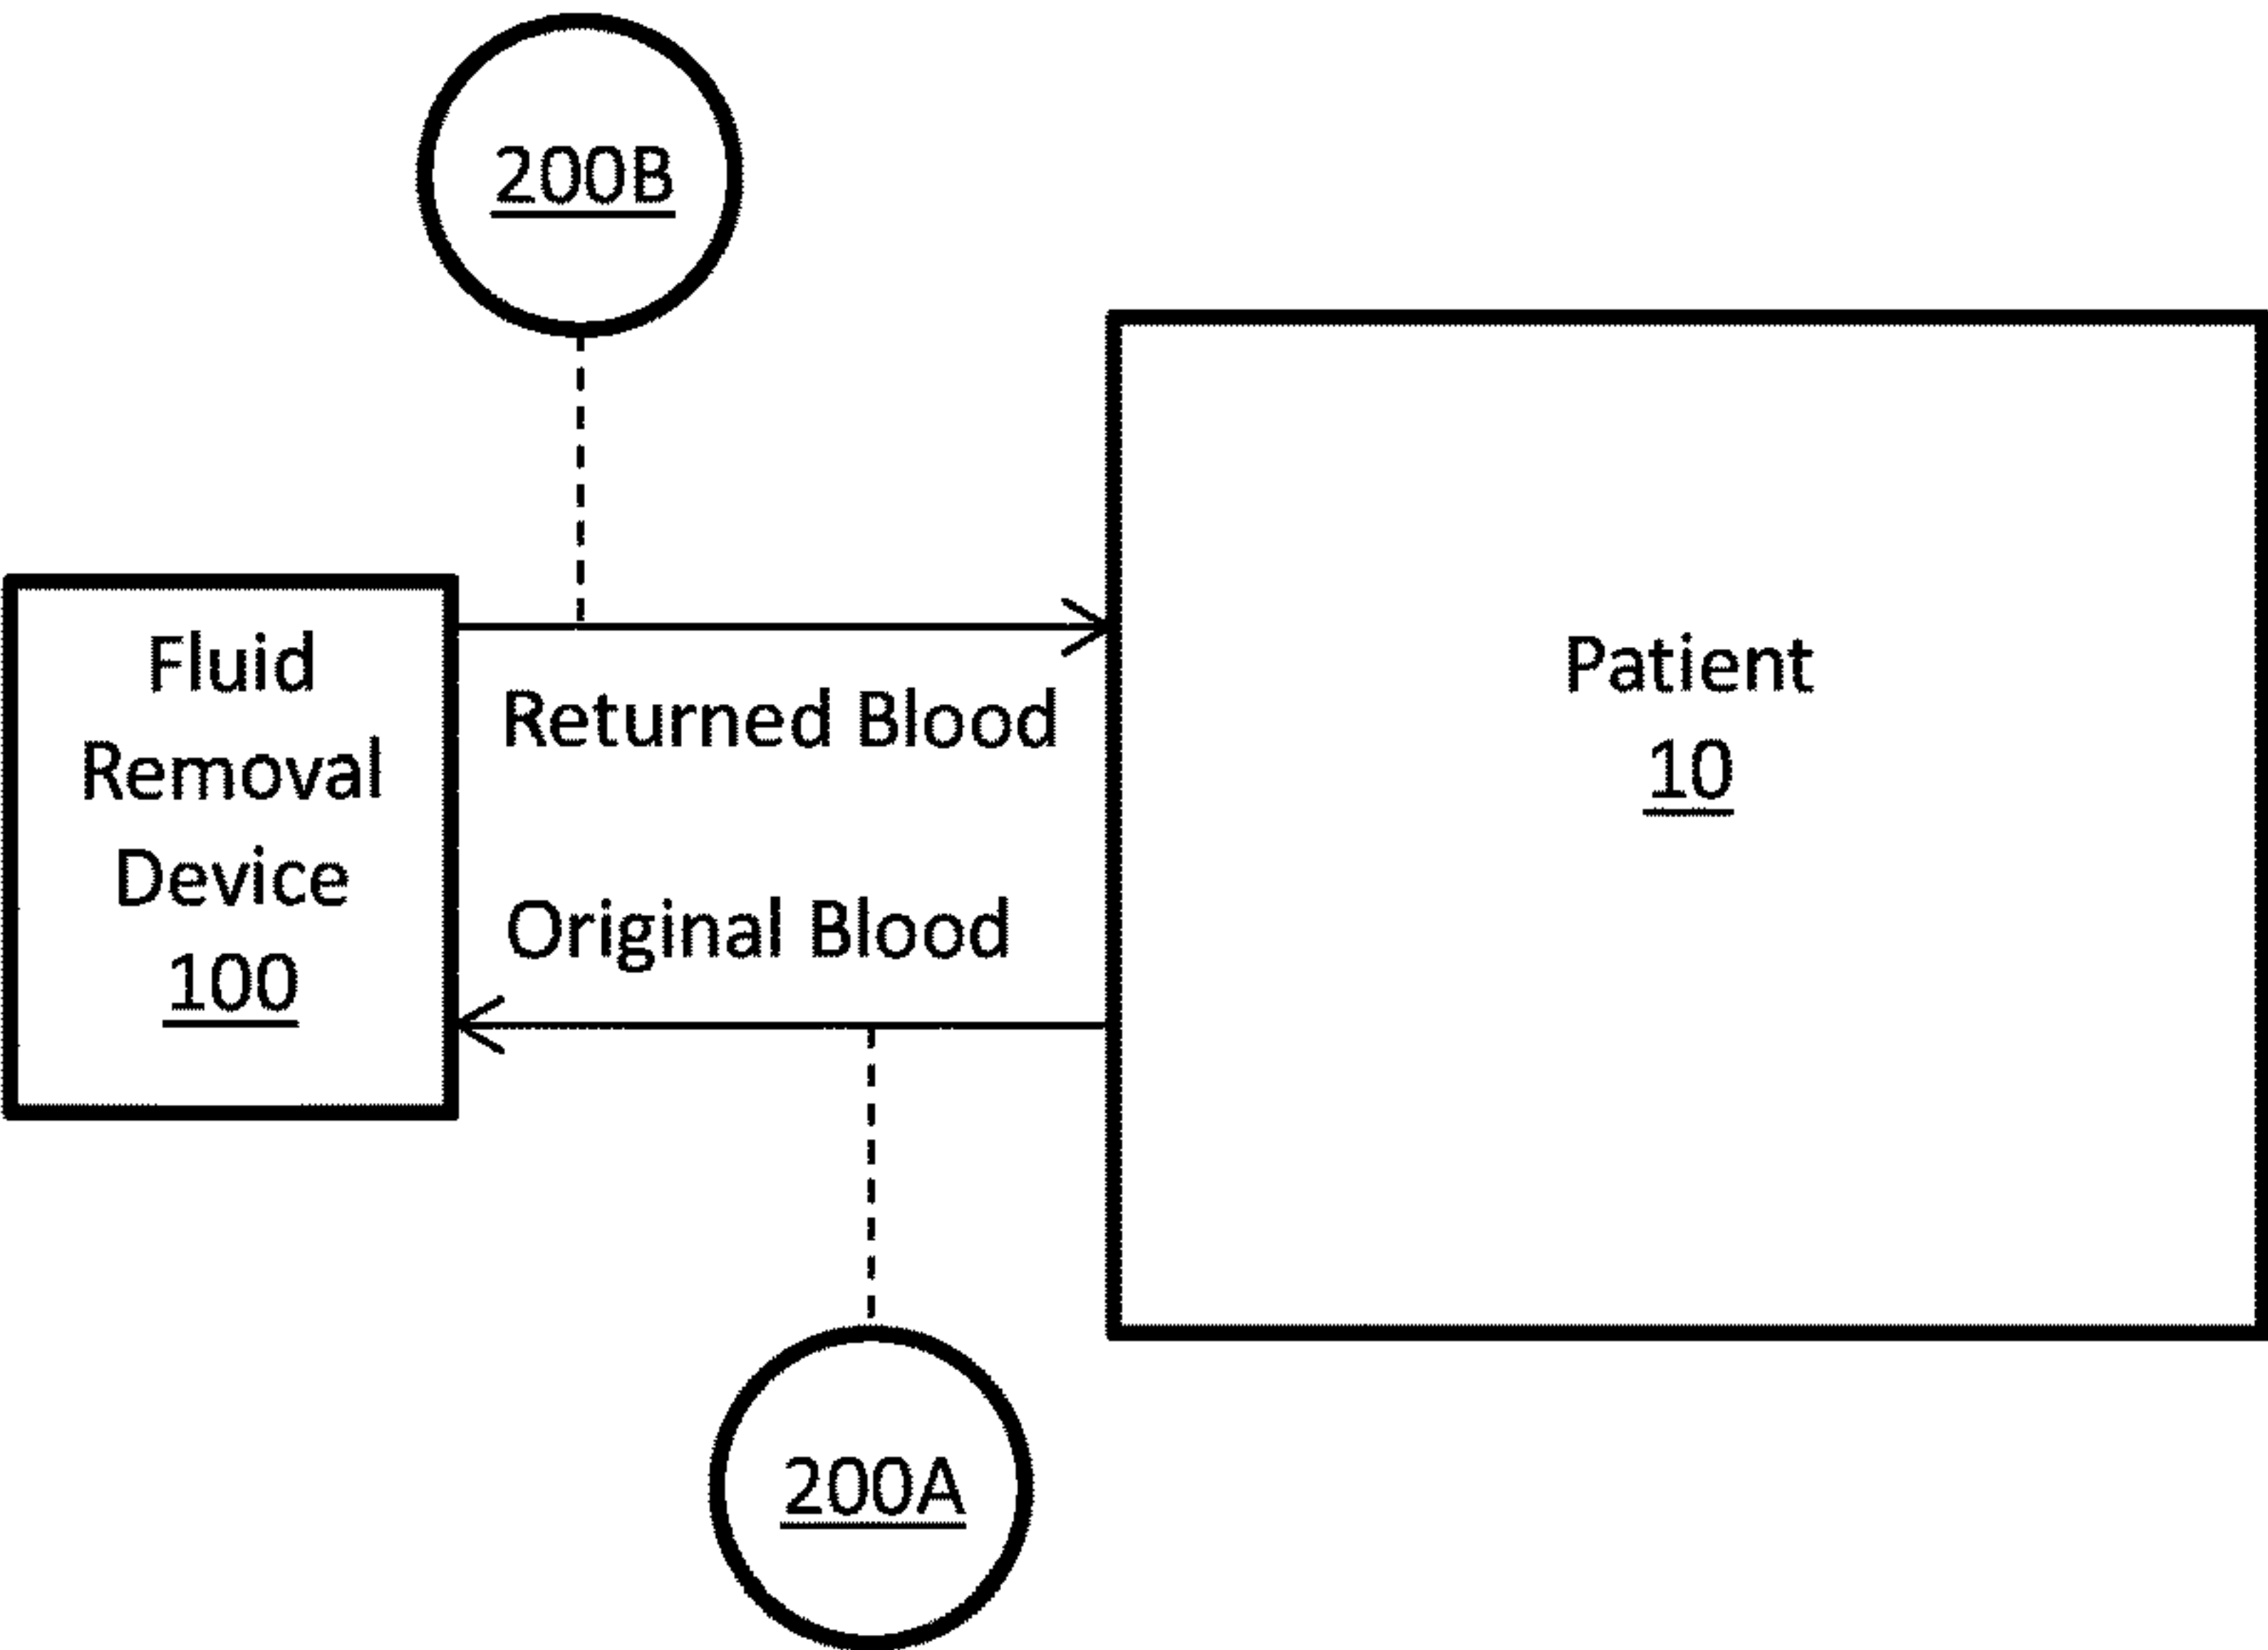 200B
Fluid
Removal
Device
100
Returned Blood
Original Blood
Patient
10
200A